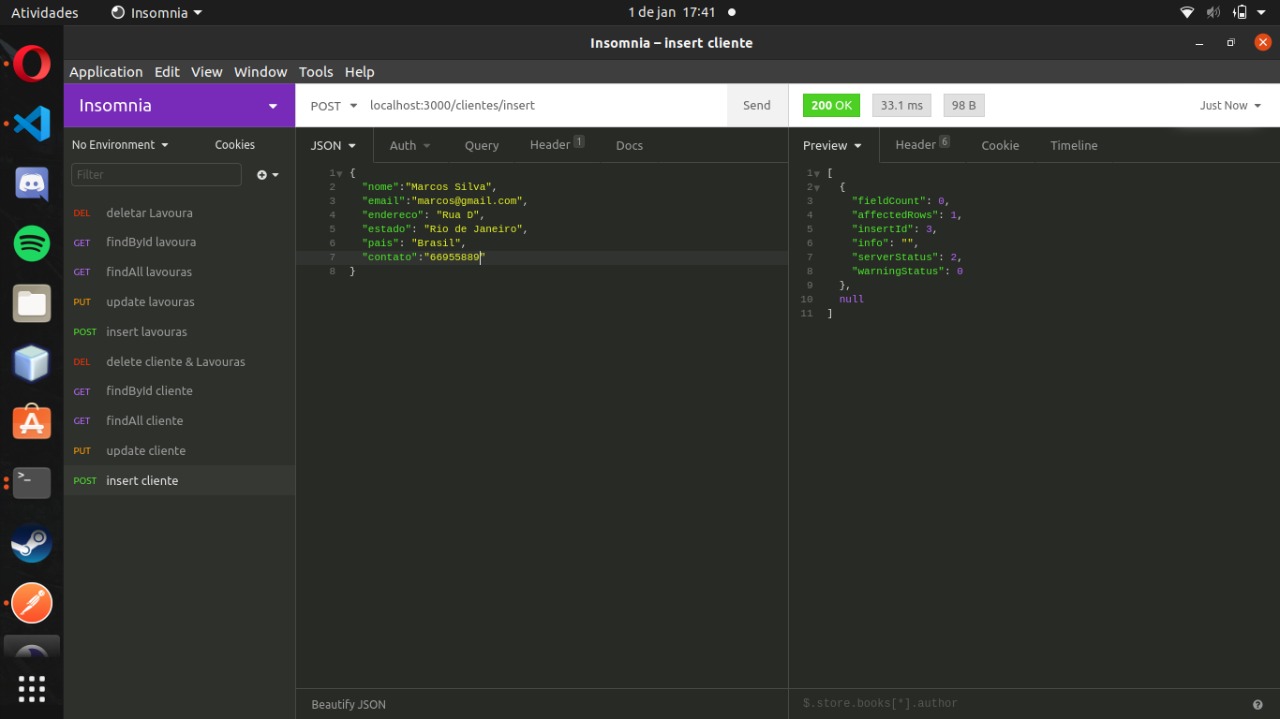 Atividades Insomnia 1 de jan 17:41
Insomnia – insert cliente
Application Edit View Window Tools Help
Insomnia
POST localhost:3000/clientes/insert Send
200 OK 33.1 ms 98 B Just Now
No Environment Cookies
Filter
DEL deletar Lavoura
GET findById lavoura
GET findAll lavouras
PUT update lavouras
POST insert lavouras
DEL delete cliente & Lavouras
GET findById cliente
GET findAll cliente
PUT update cliente
POST insert cliente
JSON Auth Query Header 1 Docs
1 {
2 "nome":"Marcos Silva",
3 "email":"marcos@gmail.com",
4 "endereco": "Rua D",
5 "estado": "Rio de Janeiro",
6 "pais": "Brasil",
7 "contato":"66955889"
8 }
Beautify JSON
Preview Header 6 Cookie Timeline
1 [
2 {
3 "fieldCount": 0,
4 "affectedRows": 1,
5 "insertId": 3,
6 "info": "",
7 "serverStatus": 2,
8 "warningStatus": 0
9 },
10 null
11 ]
$.store.books[*].author